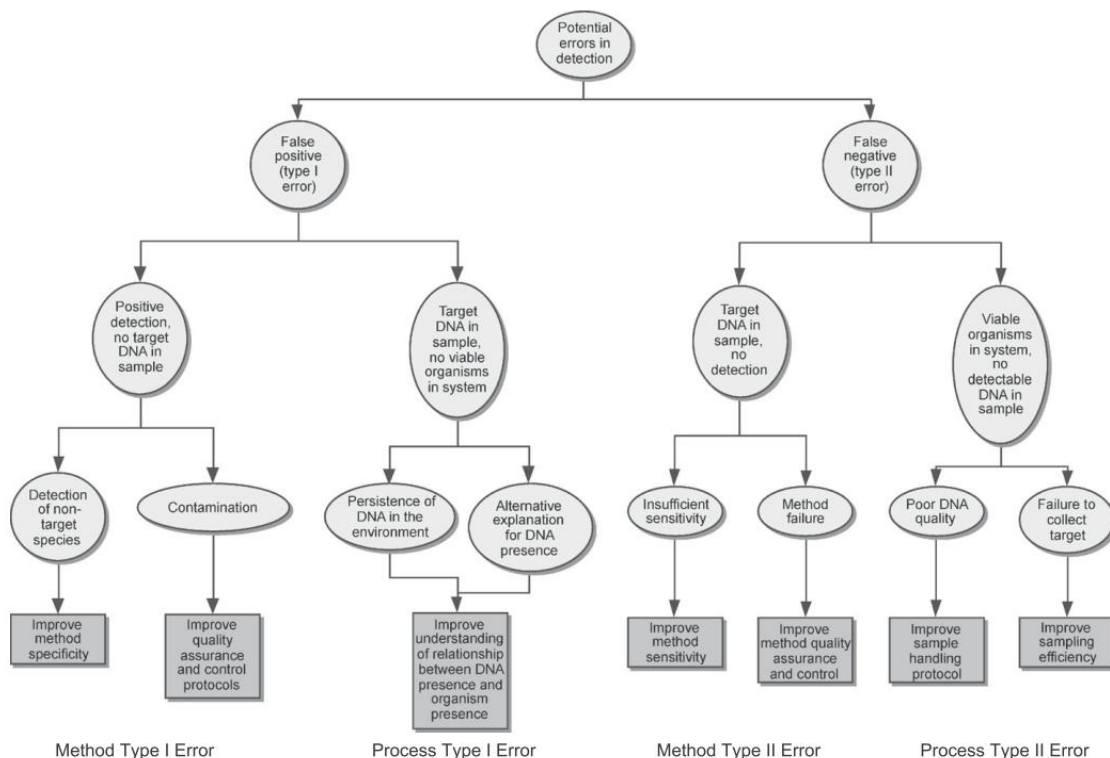 Potential
errors in
detection
False
positive
(type I
error)
False
negative
(type II
error)
Positive
detection,
no target
DNA in
sample
Target
DNA in
sample,
no viable
organisms
in system
Target
DNA in
sample,
no
detection
Viable
organisms
in system,
no
detectable
DNA in
sample
Detection
of non-
target
species
Contamination
Persistence of
DNA in the
environment
Alternative
explanation
for DNA
presence
Insufficient
sensitivity
Method
failure
Poor DNA
quality
Failure to
collect
target
Improve
method
specificity
Improve
quality
assurance
and control
protocols
Improve
understanding
of relationship
between DNA
presence and
organism
presence
Improve
method
sensitivity
Improve
method quality
assurance
and control
Improve
sample
handling
protocol
Improve
sampling
efficiency
Method Type I Error
Process Type I Error
Method Type II Error
Process Type II Error